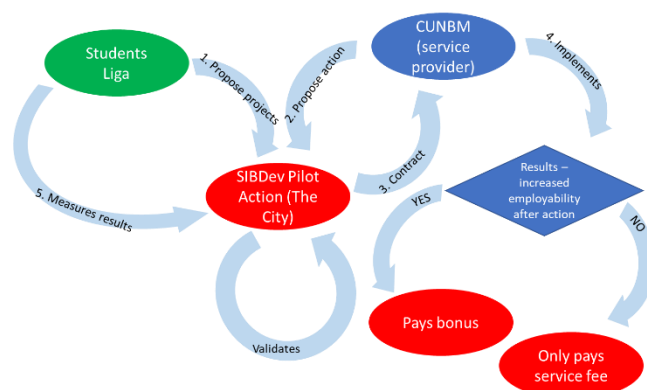 Students
Liga
1. Propose projects
2. Propose action
CUNBM
(service
provider)
4. Implements
SIBDev Pilot
Action (The
City)
3. Contract
5. Measures results
Results –
increased
employability
after action
YES
NO
Validates
Pays bonus
Only pays
service fee